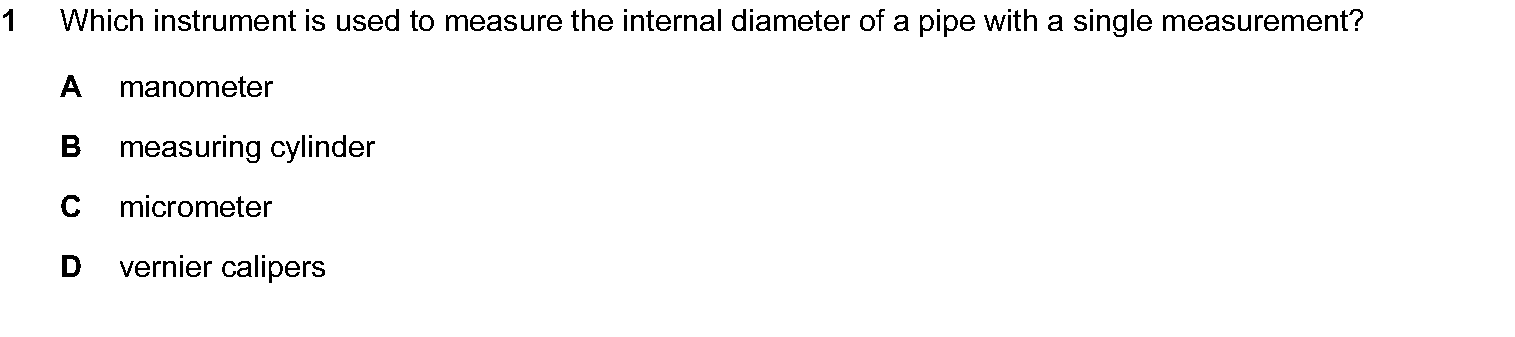 1 Which instrument is used to measure the internal diameter of a pipe with a single measurement?
A manometer
B measuring cylinder
C micrometer
D vernier calipers